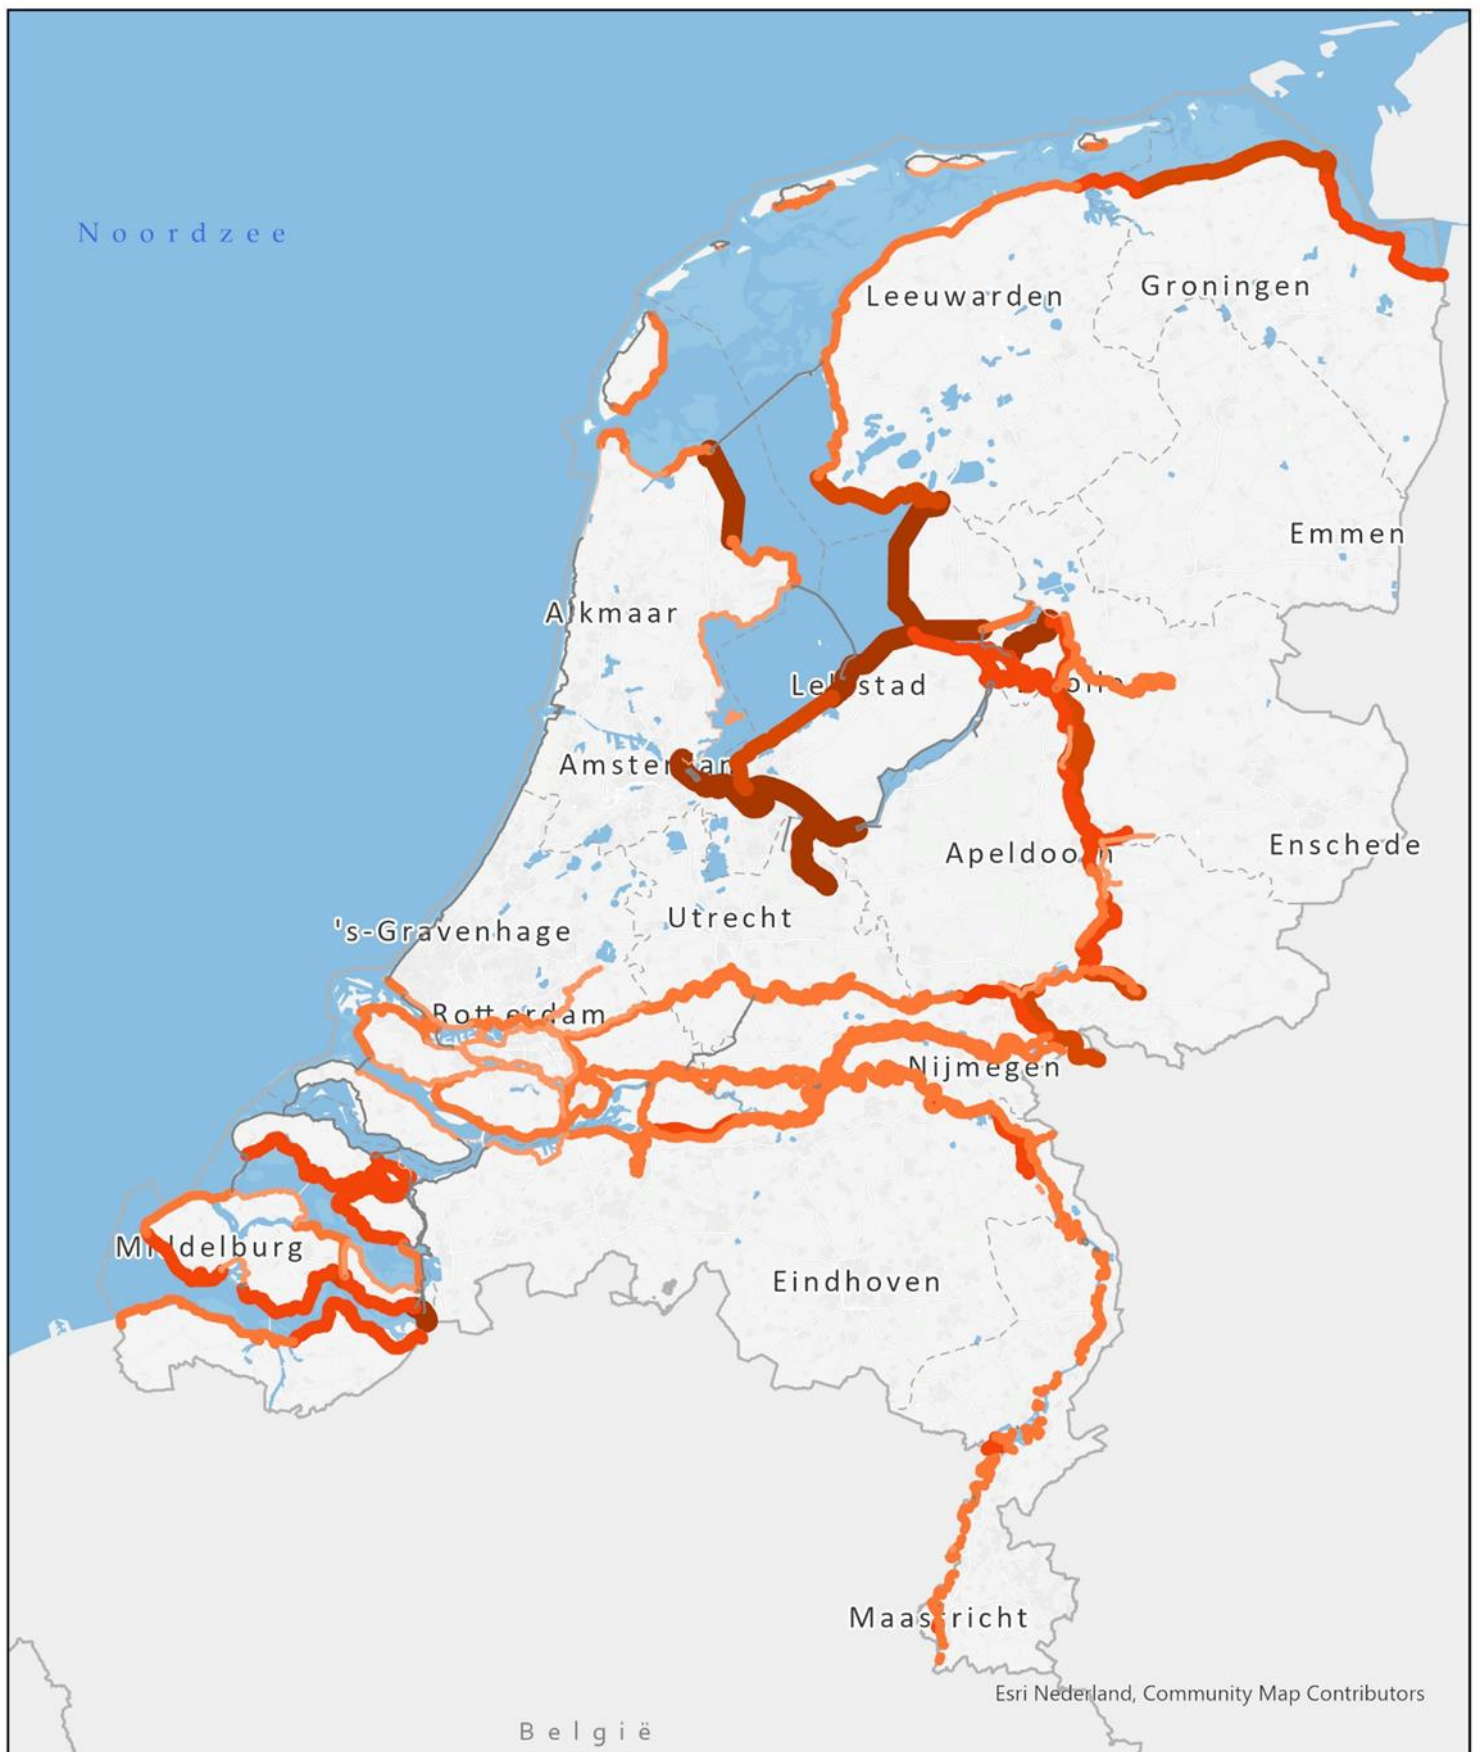 Noordzee
Leeuwarden
Groningen
Emmen
Alkmaar
Lelystad
Zwolle
Amsterdam
Apeldoorn
Enschede
Utrecht
's-Gravenhage
Rotterdam
Nijmegen
Middelburg
Eindhoven
Maastricht
Esri Nederland, Community Map Contributors
België